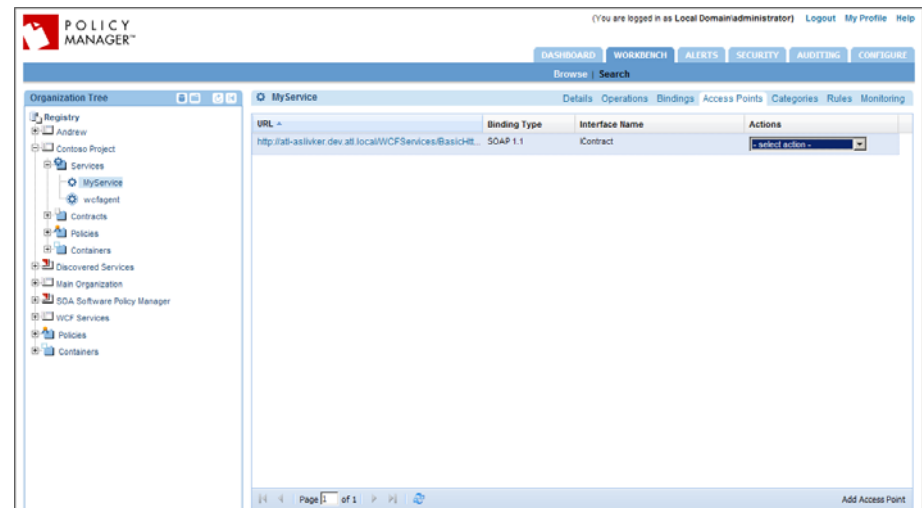 POLICY
MANAGER™
(You are logged in as Local Domain\administrator) Logout My Profile Help
DASHBOARD WORKBENCH ALERTS SECURITY AUDITING CONFIGURE
Browse | Search
Organization Tree
Registry
Andrew
Contoso Project
Services
MyService
wcfagent
Contracts
Policies
Containers
Discovered Services
Main Organization
SOA Software Policy Manager
WCF Services
Policies
Containers
MyService
Details Operations Bindings Access Points Categories Rules Monitoring
URL Binding Type Interface Name Actions
http://atl-aslivker.dev.atl.local/WCFServices/BasicHtt... SOAP 1.1 IContract - select action -
Page 1 of 1
Add Access Point